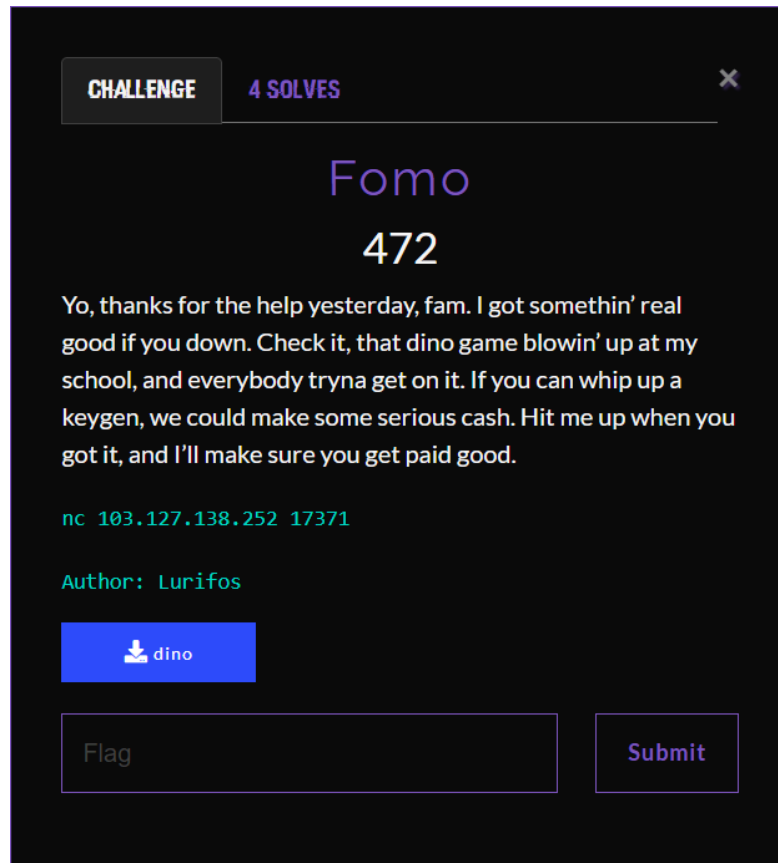 CHALLENGE
4 SOLVES
×
Fomo
472
Yo, thanks for the help yesterday, fam. I got somethin’ real
good if you down. Check it, that dino game blowin’ up at my
school, and everybody tryna get on it. If you can whip up a
keygen, we could make some serious cash. Hit me up when you
got it, and I’ll make sure you get paid good.
nc 103.127.138.252 17371
Author: Lurifos
dino
Flag
Submit